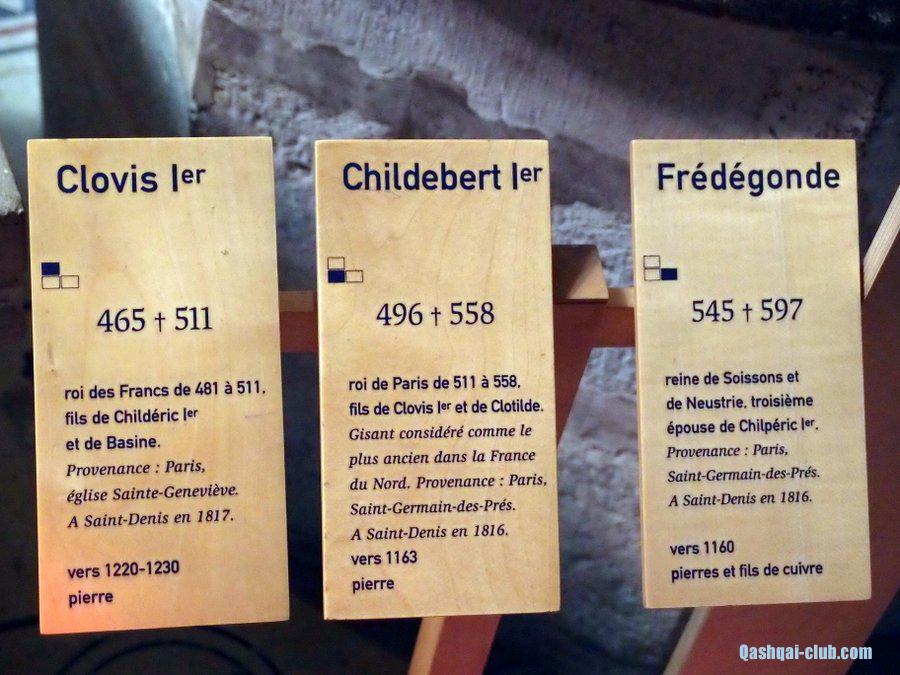 Clovis Ier
465 † 511
roi des Francs de 481 à 511,
fils de Childéric Ier
et de Basine.
Provenance : Paris,
église Sainte-Geneviève.
A Saint-Denis en 1817.
vers 1220-1230
pierre
Childebert Ier
496 † 558
roi de Paris de 511 à 558,
fils de Clovis Ier et de Clotilde.
Gisant considéré comme le
plus ancien dans la France
du Nord. Provenance : Paris,
Saint-Germain-des-Prés.
A Saint-Denis en 1816.
vers 1163
pierre
Frédégonde
545 † 597
reine de Soissons et
de Neustrie, troisième
épouse de Chilpéric Ier.
Provenance : Paris,
Saint-Germain-des-Prés.
A Saint-Denis en 1816.
vers 1160
pierres et fils de cuivre
Qashqai-club.com